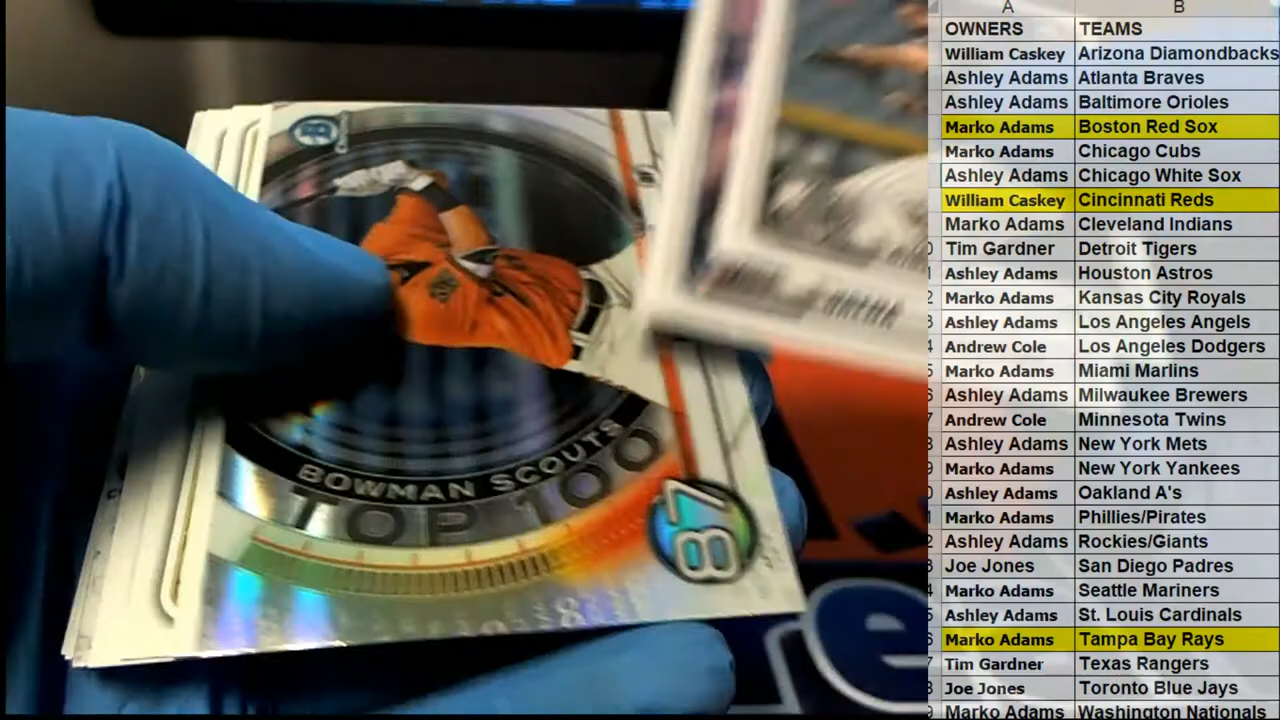 A B
OWNERS TEAMS
William Caskey Arizona Diamondbacks
Ashley Adams Atlanta Braves
Ashley Adams Baltimore Orioles
Marko Adams Boston Red Sox
Marko Adams Chicago Cubs
Ashley Adams Chicago White Sox
William Caskey Cincinnati Reds
Marko Adams Cleveland Indians
Tim Gardner Detroit Tigers
Ashley Adams Houston Astros
Marko Adams Kansas City Royals
Ashley Adams Los Angeles Angels
Andrew Cole Los Angeles Dodgers
Marko Adams Miami Marlins
Ashley Adams Milwaukee Brewers
Andrew Cole Minnesota Twins
Ashley Adams New York Mets
Marko Adams New York Yankees
Ashley Adams Oakland A's
Marko Adams Phillies/Pirates
Ashley Adams Rockies/Giants
Joe Jones San Diego Padres
Marko Adams Seattle Mariners
Ashley Adams St. Louis Cardinals
Marko Adams Tampa Bay Rays
Tim Gardner Texas Rangers
Joe Jones Toronto Blue Jays
Marko Adams Washington Nationals
BOWMAN SCOUTS
TOP 100
87